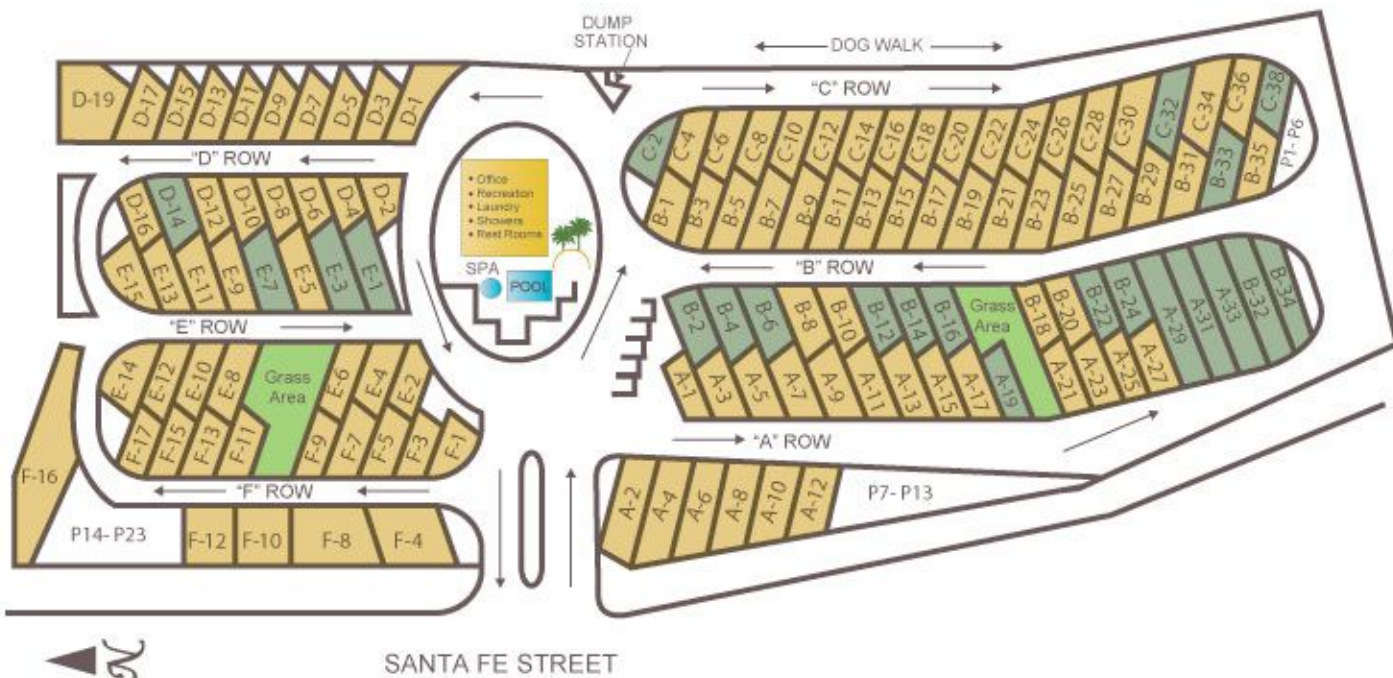 DUMP
STATION
DOG WALK
"C" ROW
D-19
D-17
D-15
D-13
D-11
D-9
D-7
D-5
D-3
D-1
C-2
C-4
C-6
C-8
C-10
C-12
C-14
C-16
C-18
C-20
C-22
C-24
C-26
C-28
C-30
C-32
C-34
C-36
C-38
P1- P6
"D" ROW
• Office
• Recreation
• Laundry
• Showers
• Rest Rooms
SPA
POOL
B-1
B-3
B-5
B-7
B-9
B-11
B-13
B-15
B-17
B-19
B-21
B-23
B-25
B-27
B-29
B-31
B-33
B-35
D-16
D-14
D-12
D-10
D-8
D-6
D-4
D-2
E-15
E-13
E-11
E-9
E-7
E-5
E-3
E-1
"B" ROW
"E" ROW
B-2
B-4
B-6
B-8
B-10
B-12
B-14
B-16
Grass
Area
B-18
B-20
B-22
B-24
A-29
A-31
A-33
B-32
B-34
E-14
E-12
E-10
E-8
Grass
Area
E-6
E-4
E-2
A-1
A-3
A-5
A-7
A-9
A-11
A-13
A-15
A-17
A-19
A-21
A-23
A-25
A-27
F-17
F-15
F-13
F-11
F-9
F-7
F-5
F-3
F-1
"A" ROW
F-16
"F" ROW
A-2
A-4
A-6
A-8
A-10
A-12
P7- P13
P14- P23
F-12
F-10
F-8
F-4
SANTA FE STREET